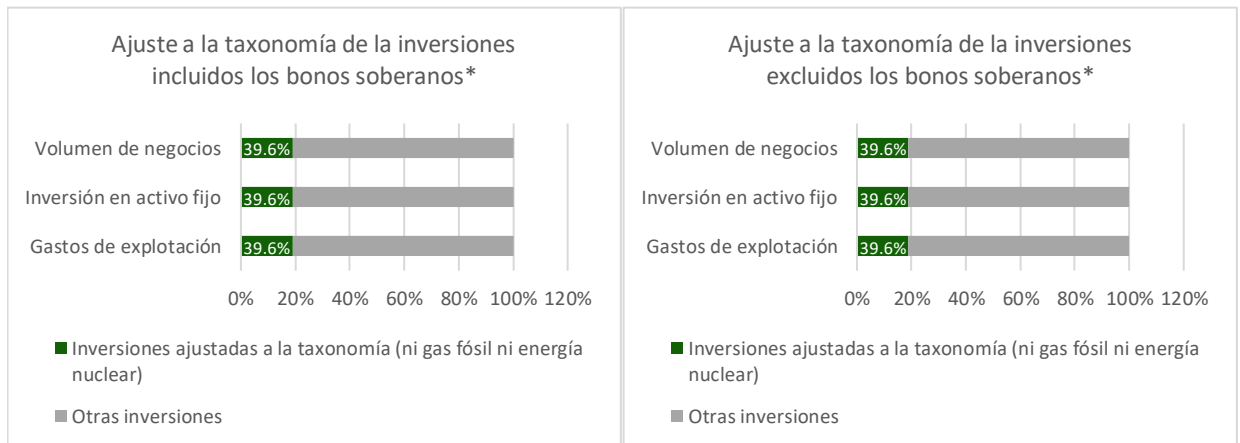 Ajuste a la taxonomía de la inversiones
incluidos los bonos soberanos*
Volumen de negocios
39.6%
Inversión en activo fijo
39.6%
Gastos de explotación
39.6%
0% 20% 40% 60% 80% 100% 120%
Inversiones ajustadas a la taxonomía (ni gas fósil ni energía
nuclear)
Otras inversiones
Ajuste a la taxonomía de la inversiones
excluidos los bonos soberanos*
Volumen de negocios
39.6%
Inversión en activo fijo
39.6%
Gastos de explotación
39.6%
0% 20% 40% 60% 80% 100% 120%
Inversiones ajustadas a la taxonomía (ni gas fósil ni energía
nuclear)
Otras inversiones